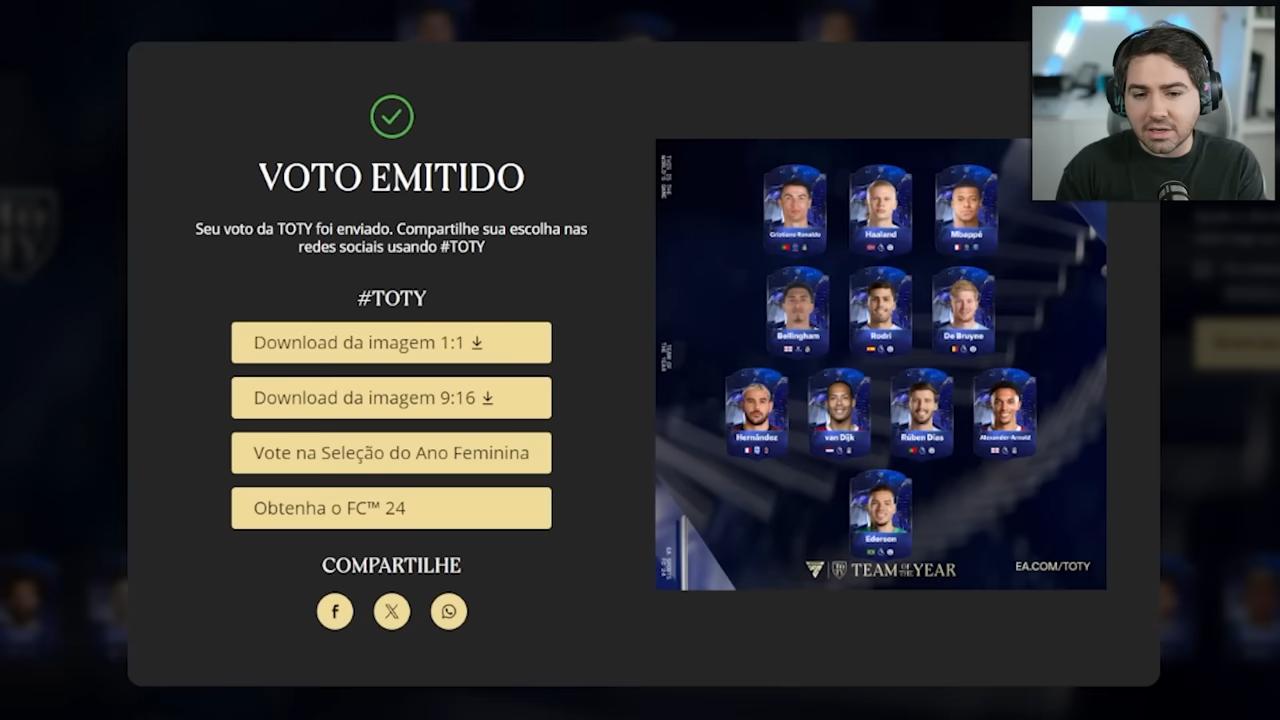 VOTO EMITIDO
Seu voto da TOTY foi enviado. Compartilhe sua escolha nas
redes sociais usando #TOTY
#TOTY
Download da imagem 1:1
Download da imagem 9:16
Vote na Seleção do Ano Feminina
Obtenha o FC™ 24
COMPARTILHE
Cristiano Ronaldo
Haaland
Mbappé
Bellingham
Rodri
De Bruyne
Hernández
van Dijk
Rúben Dias
Alexander-Arnold
Ederson
TEAM OF THE YEAR
EA.COM/TOTY